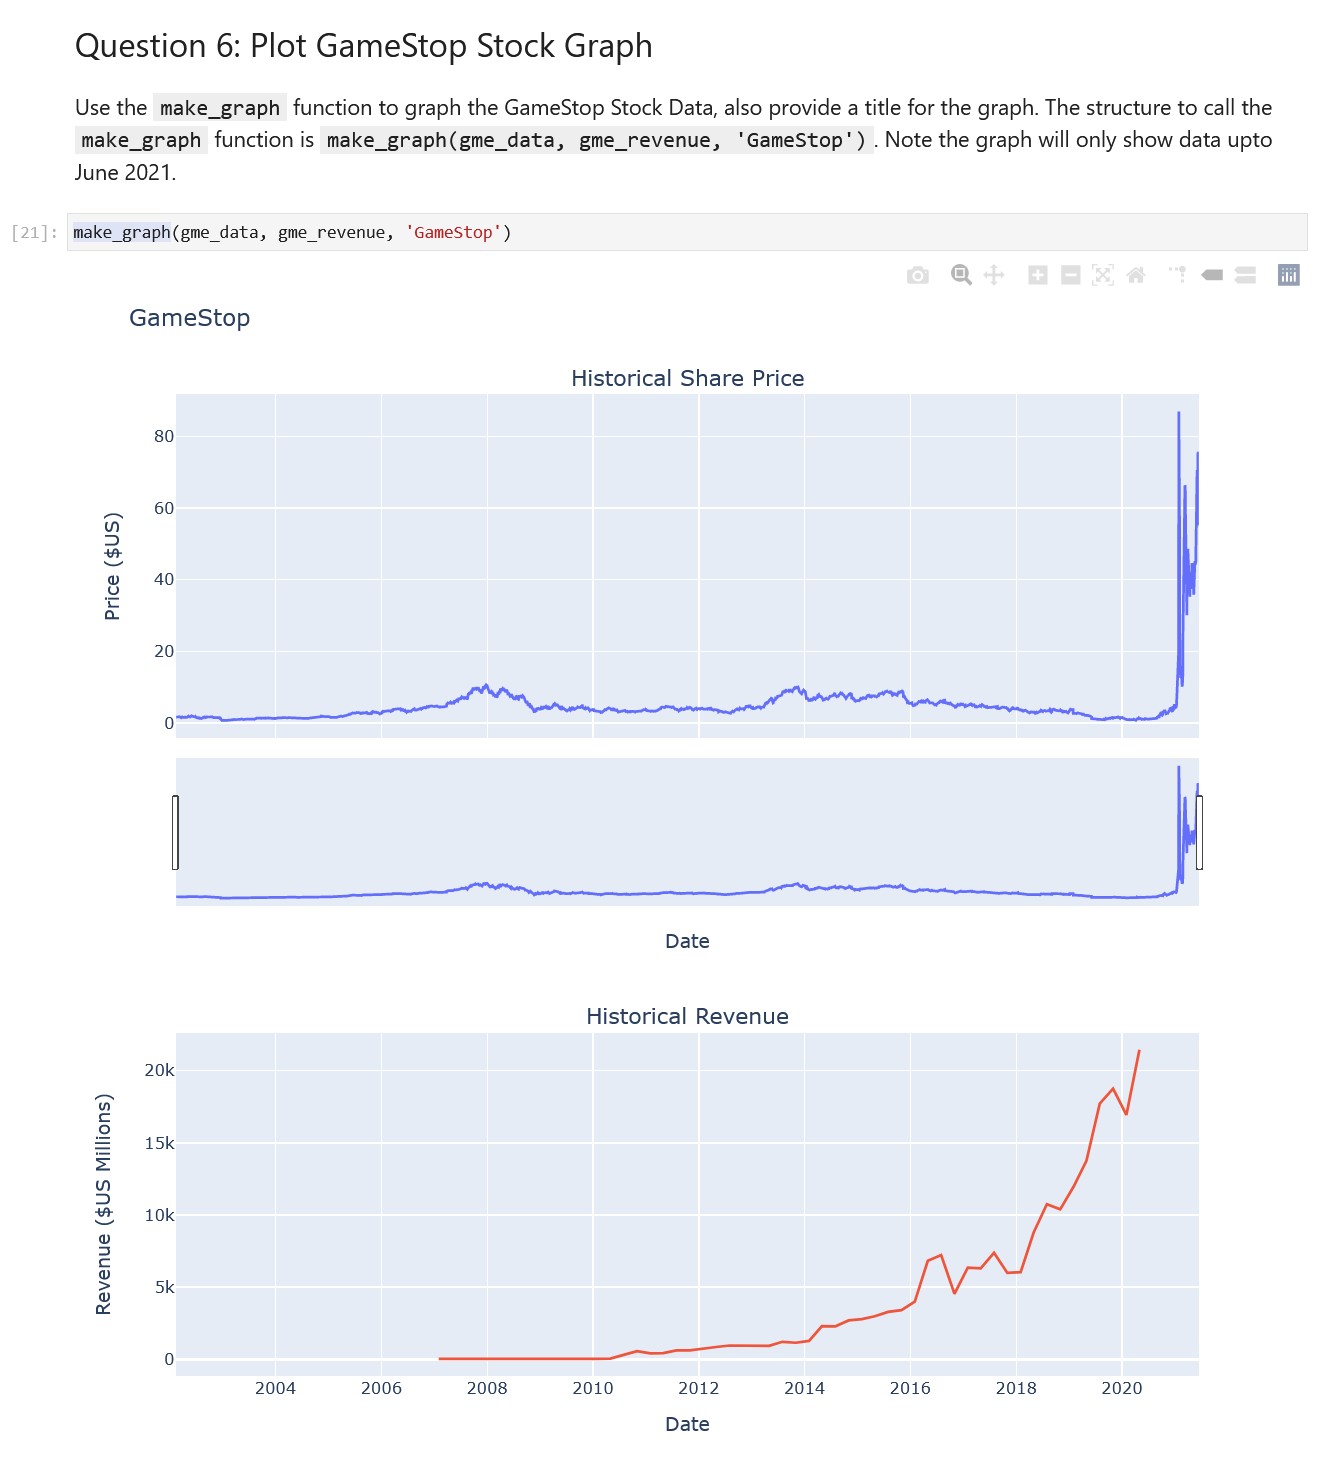 Question 6: Plot GameStop Stock Graph
Use the make_graph function to graph the GameStop Stock Data, also provide a title for the graph. The structure to call the
make_graph function is make_graph(gme_data, gme_revenue, 'GameStop') . Note the graph will only show data upto
June 2021.
[21]: make_graph(gme_data, gme_revenue, 'GameStop')
GameStop
Historical Share Price
80
60
40
20
0
Price ($US)
Date
Historical Revenue
20k
15k
10k
5k
0
Revenue ($US Millions)
2004 2006 2008 2010 2012 2014 2016 2018 2020
Date